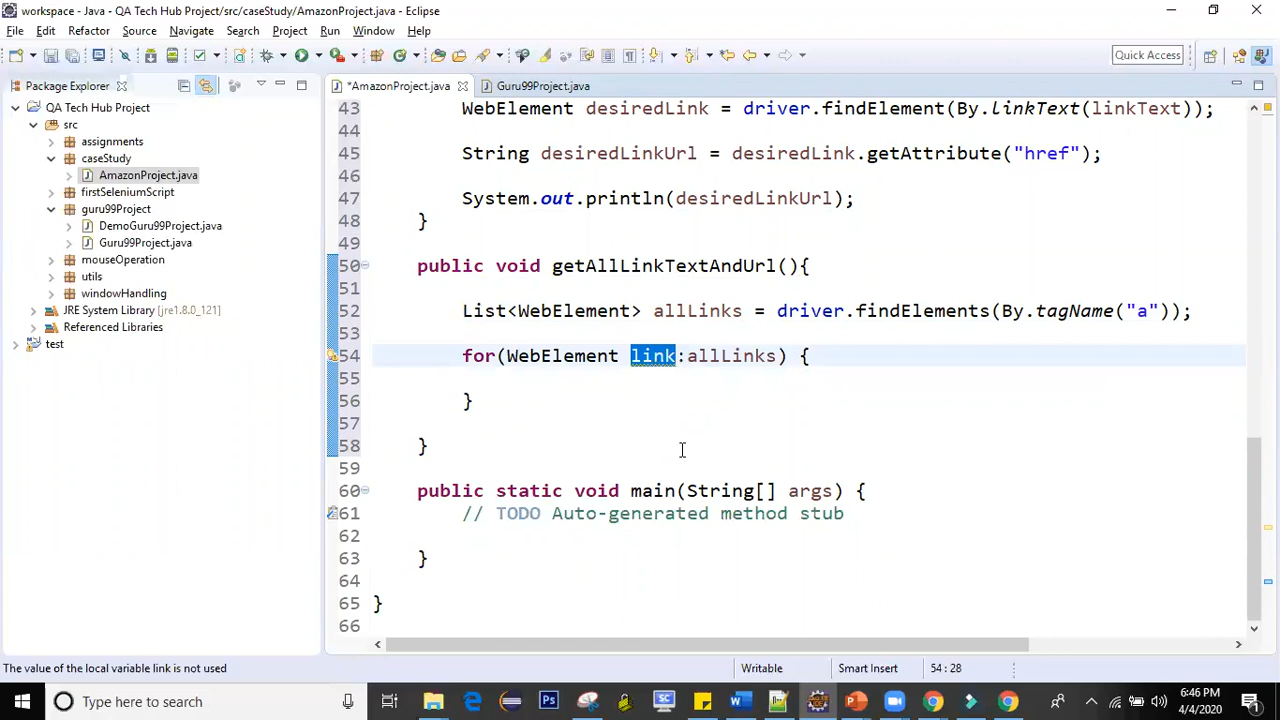 workspace - Java - QA Tech Hub Project/src/caseStudy/AmazonProject.java - Eclipse
File Edit Refactor Source Navigate Search Project Run Window Help
Quick Access
Package Explorer
*AmazonProject.java
Guru99Project.java
QA Tech Hub Project
src
assignments
caseStudy
AmazonProject.java
firstSeleniumScript
guru99Project
DemoGuru99Project.java
Guru99Project.java
mouseOperation
utils
windowHandling
JRE System Library [jre1.8.0_121]
Referenced Libraries
test
43 WebElement desiredLink = driver.findElement(By.linkText(linkText));
44
45 String desiredLinkUrl = desiredLink.getAttribute("href");
46
47 System.out.println(desiredLinkUrl);
48 }
49
50 public void getAllLinkTextAndUrl(){
51
52 List<WebElement> allLinks = driver.findElements(By.tagName("a"));
53
54 for(WebElement link:allLinks) {
55
56 }
57
58 }
59
60 public static void main(String[] args) {
61 // TODO Auto-generated method stub
62
63 }
64
65 }
66
The value of the local variable link is not used
Writable
Smart Insert
54 : 28
Type here to search
6:46 PM
4/4/2020